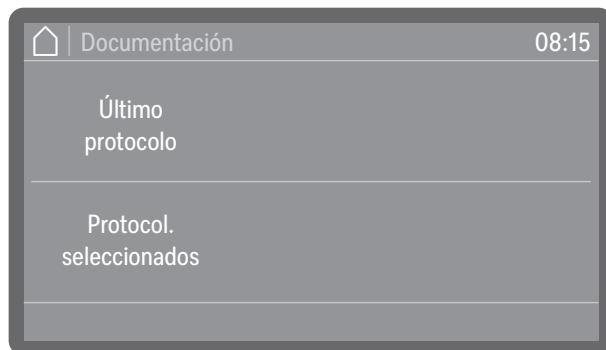 Documentación 08:15
Último
protocolo
Protocol.
seleccionados